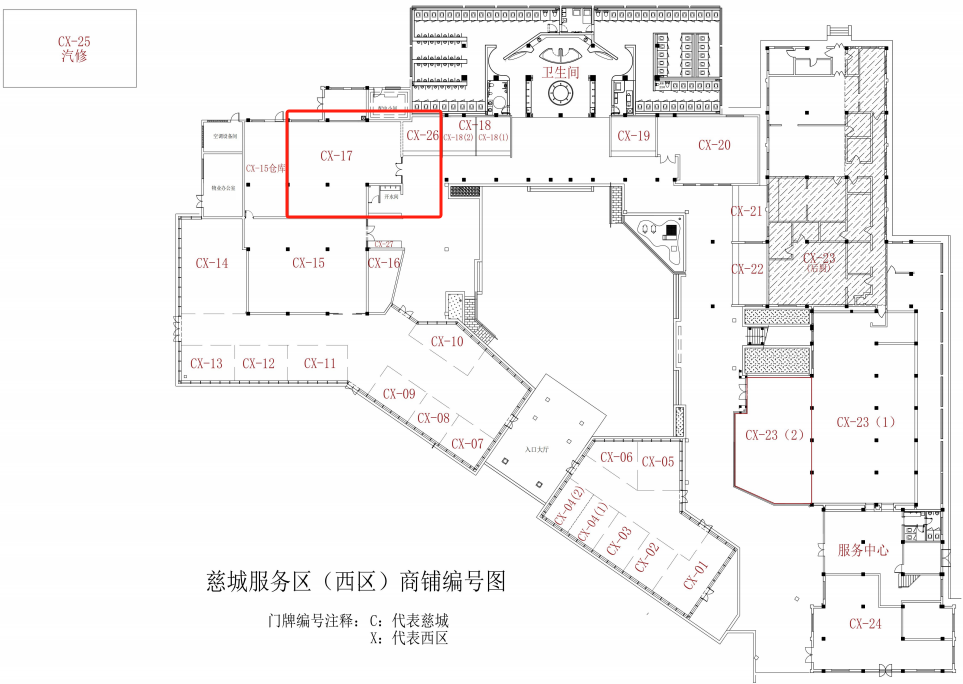 CX-25
汽修
卫生间
CX-26
CX-18
CX-18(2)
CX-18(1)
CX-19
CX-20
空调设备间
CX-15仓库
CX-17
物业办公室
开水间
CX-21
CX-27
CX-14
CX-15
CX-16
CX-22
CX-23
(后厨)
CX-10
CX-13
CX-12
CX-11
CX-09
CX-08
CX-07
CX-23（2）
CX-23（1）
入口大厅
CX-06
CX-05
CX-04(2)
CX-04(1)
CX-03
CX-02
CX-01
服务中心
CX-24
慈城服务区（西区）商铺编号图
门牌编号注释：C：代表慈城
X：代表西区